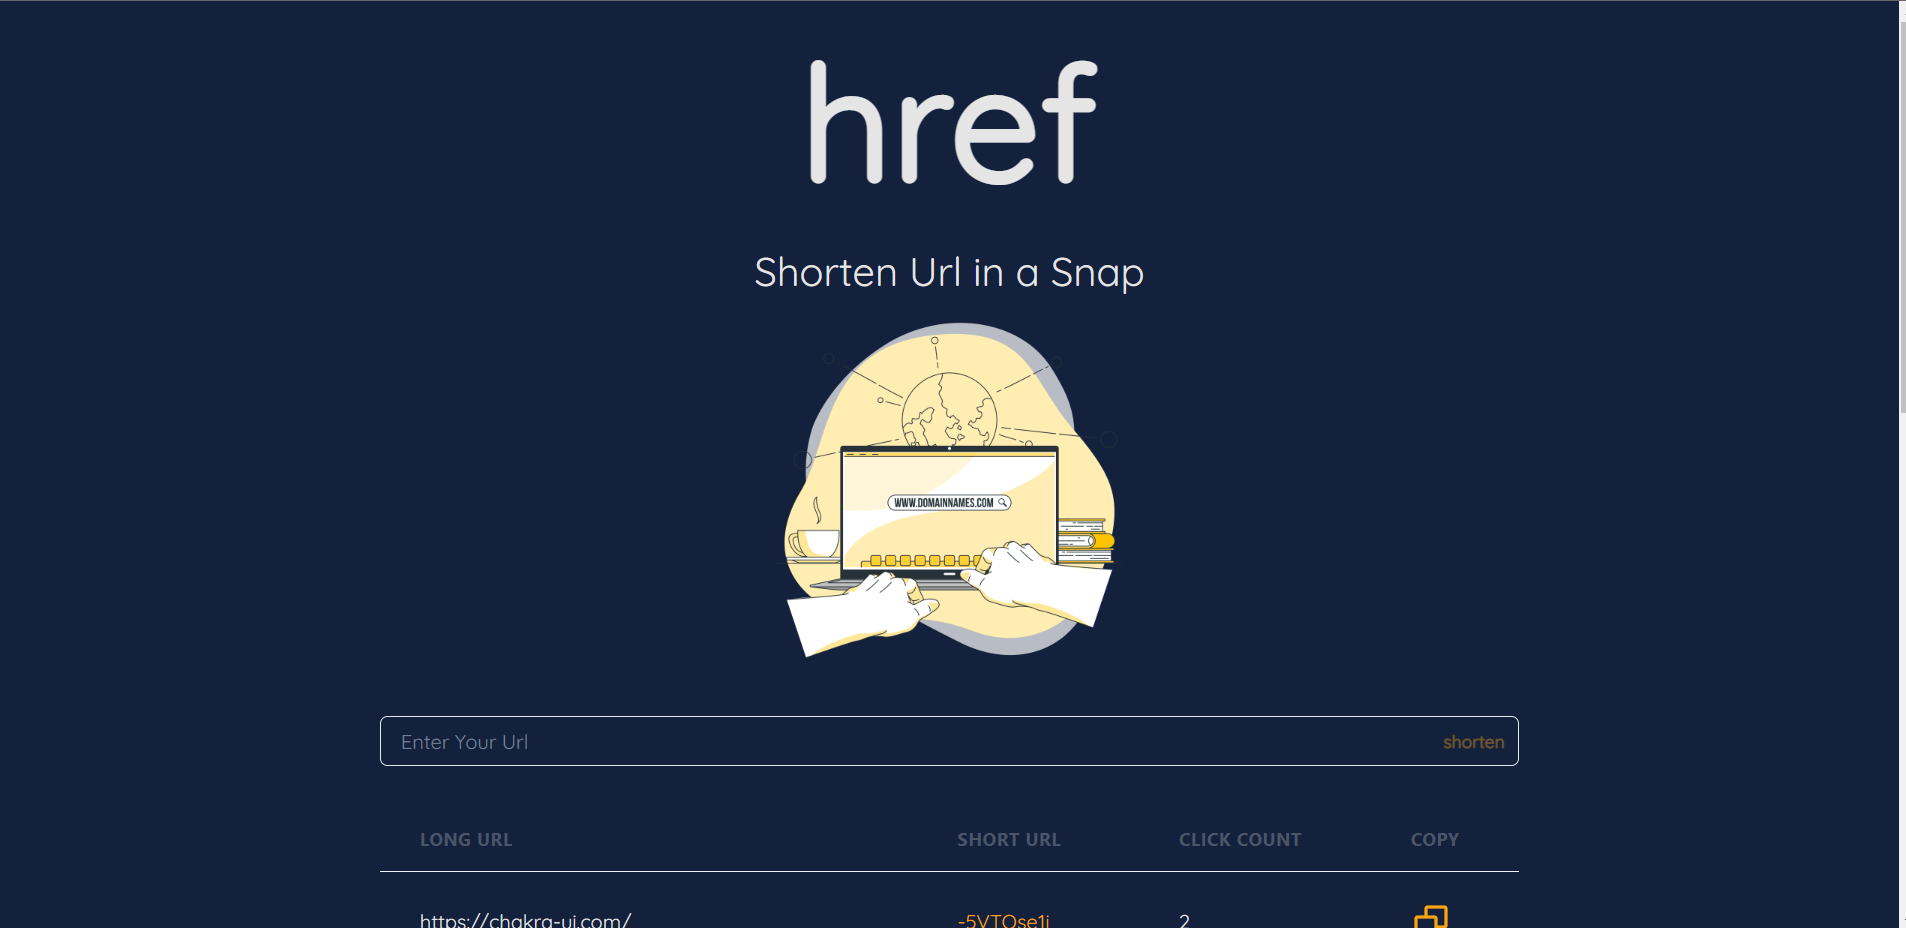 href
Shorten Url in a Snap
WWW.DOMAINNAMES.COM
Enter Your Url
shorten
LONG URL SHORT URL CLICK COUNT COPY
https://chakra-ui.com/ 2